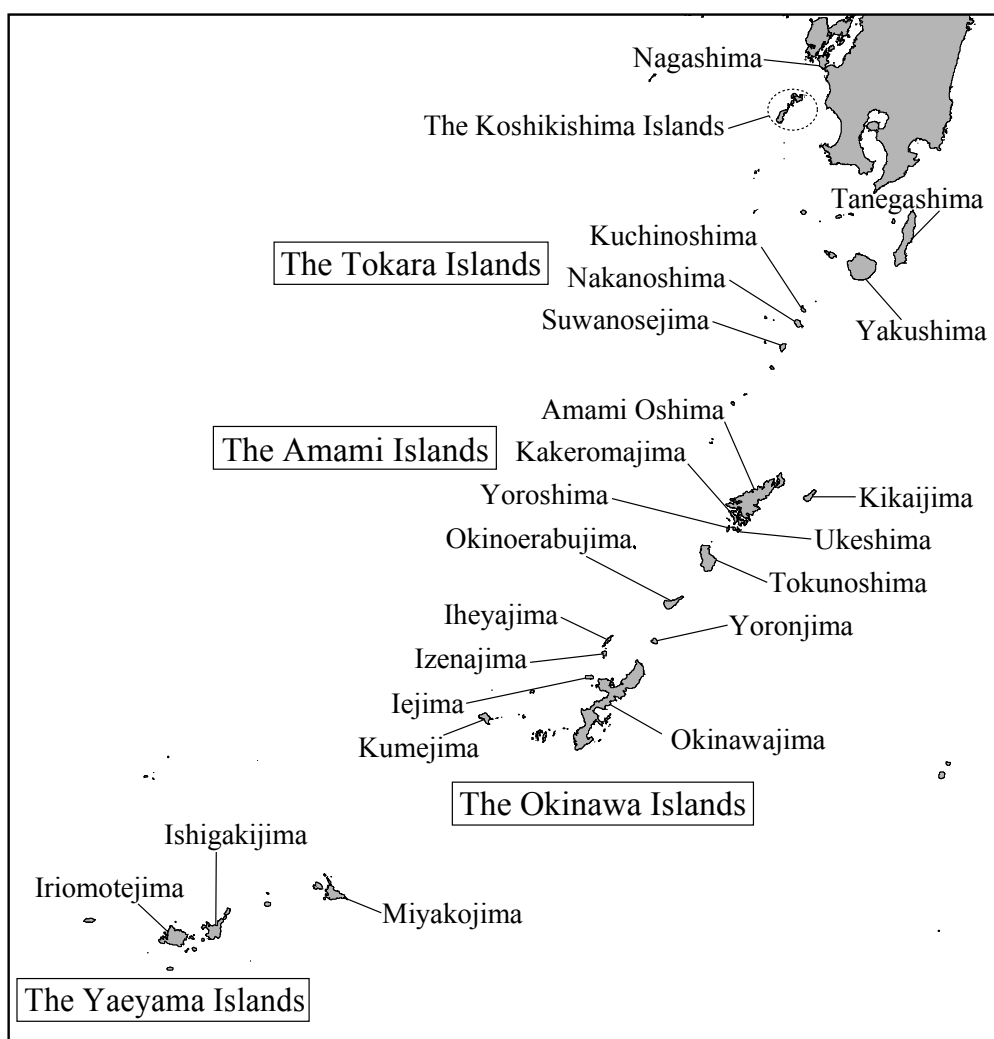 Nagashima
The Koshikishima Islands
Tanegashima
Kuchinoshima
The Tokara Islands
Nakanoshima
Suwanosejima
Yakushima
Amami Oshima
The Amami Islands
Kakeromajima
Yoroshima
Kikaijima
Okinoerabujima
Ukeshima
Tokunoshima
Iheyajima
Yoronjima
Izenajima
Iejima
Kumejima
Okinawajima
The Okinawa Islands
Ishigakijima
Iriomotejima
Miyakojima
The Yaeyama Islands